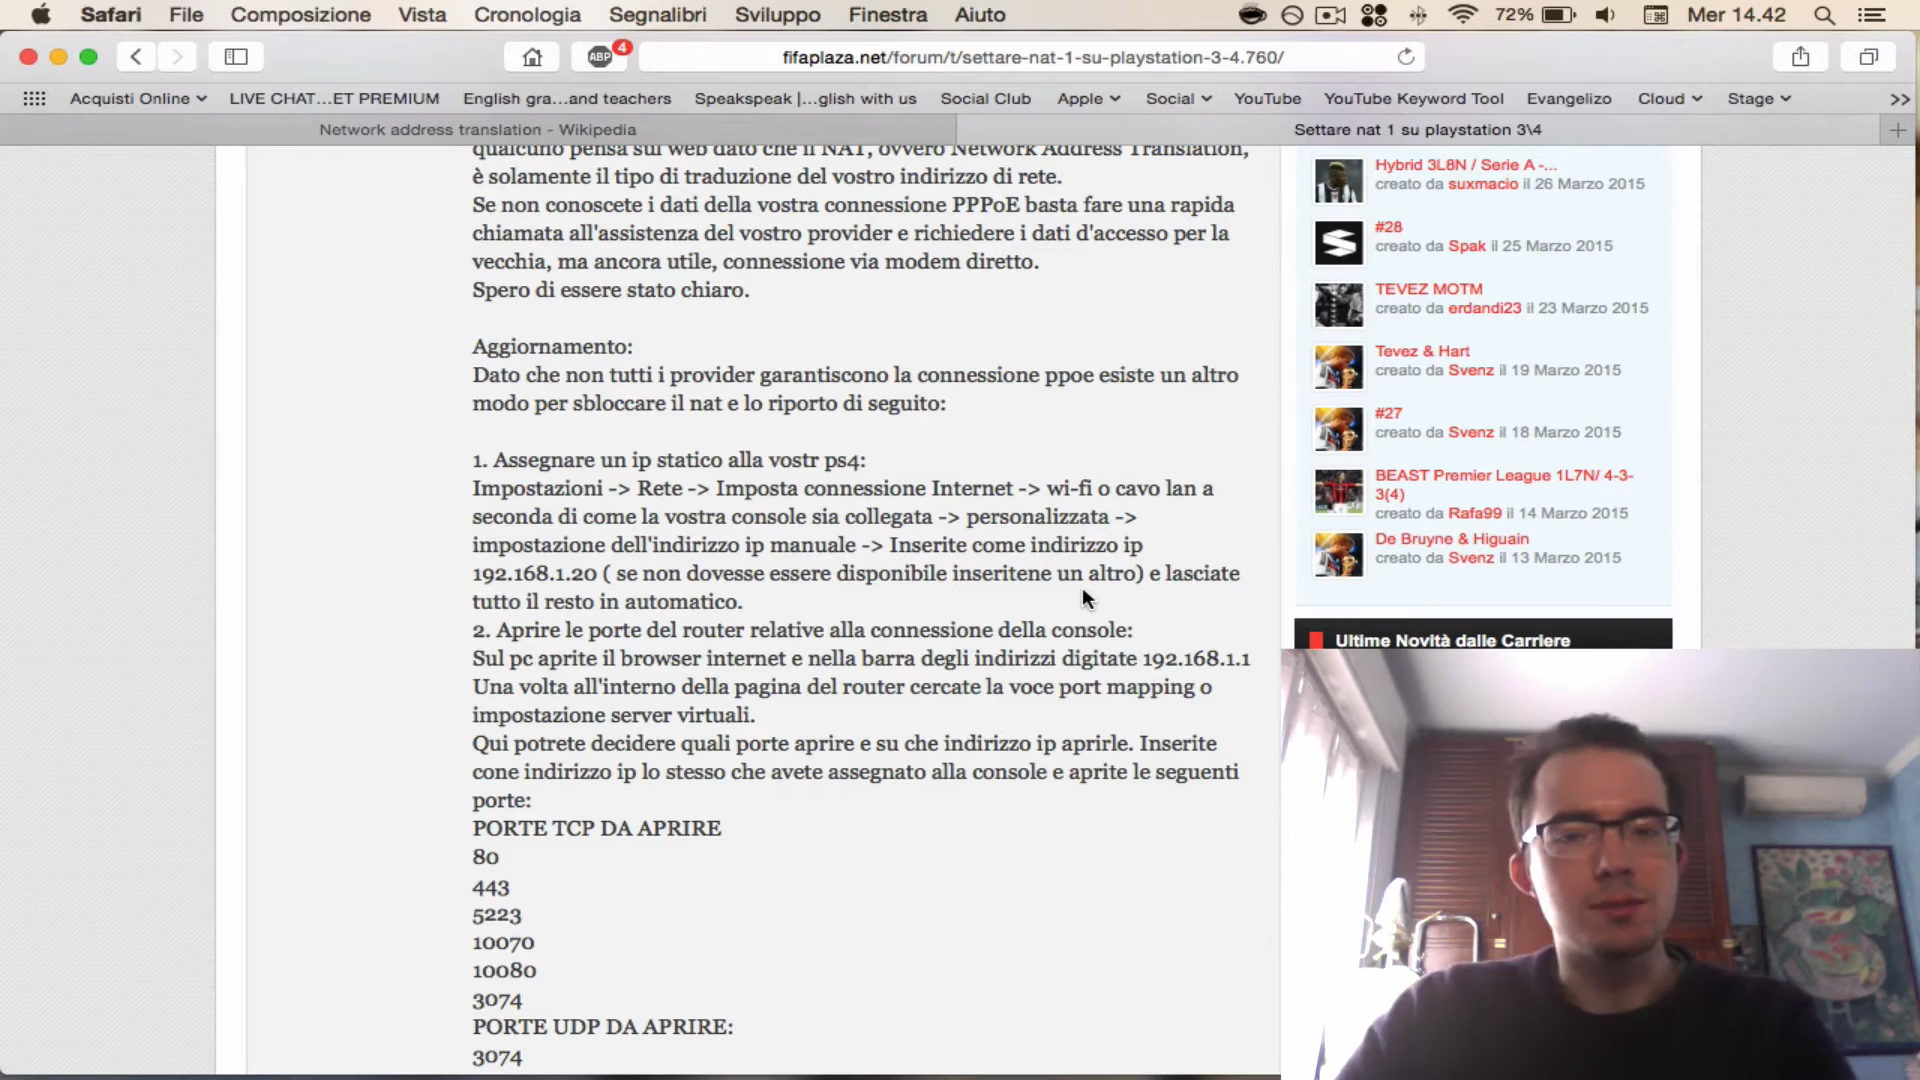 Safari File Composizione Vista Cronologia Segnalibri Sviluppo Finestra Aiuto 72% Mer 14.42
ABP 4 fifaplaza.net/forum/t/settare-nat-1-su-playstation-3-4.760/
Acquisti Online LIVE CHAT...ET PREMIUM English gra...and teachers Speakspeak |...glish with us Social Club Apple Social YouTube YouTube Keyword Tool Evangelizo Cloud Stage >>
Network address translation - Wikipedia Settare nat 1 su playstation 3\4
qualcuno pensa sul web dato che il NAT, ovvero Network Address Translation,
è solamente il tipo di traduzione del vostro indirizzo di rete.
Se non conoscete i dati della vostra connessione PPPoE basta fare una rapida
chiamata all'assistenza del vostro provider e richiedere i dati d'accesso per la
vecchia, ma ancora utile, connessione via modem diretto.
Spero di essere stato chiaro.
Aggiornamento:
Dato che non tutti i provider garantiscono la connessione ppoe esiste un altro
modo per sbloccare il nat e lo riporto di seguito:
1. Assegnare un ip statico alla vostr ps4:
Impostazioni -> Rete -> Imposta connessione Internet -> wi-fi o cavo lan a
seconda di come la vostra console sia collegata -> personalizzata ->
impostazione dell'indirizzo ip manuale -> Inserite come indirizzo ip
192.168.1.20 ( se non dovesse essere disponibile inseritene un altro) e lasciate
tutto il resto in automatico.
2. Aprire le porte del router relative alla connessione della console:
Sul pc aprite il browser internet e nella barra degli indirizzi digitate 192.168.1.1
Una volta all'interno della pagina del router cercate la voce port mapping o
impostazione server virtuali.
Qui potrete decidere quali porte aprire e su che indirizzo ip aprirle. Inserite
cone indirizzo ip lo stesso che avete assegnato alla console e aprite le seguenti
porte:
PORTE TCP DA APRIRE
80
443
5223
10070
10080
3074
PORTE UDP DA APRIRE:
3074
Hybrid 3L8N / Serie A -...
creato da suxmacio il 26 Marzo 2015
#28
creato da Spak il 25 Marzo 2015
TEVEZ MOTM
creato da erdandi23 il 23 Marzo 2015
Tevez & Hart
creato da Svenz il 19 Marzo 2015
#27
creato da Svenz il 18 Marzo 2015
BEAST Premier League 1L7N/ 4-3-
3(4)
creato da Rafa99 il 14 Marzo 2015
De Bruyne & Higuain
creato da Svenz il 13 Marzo 2015
Ultime Novità dalle Carriere